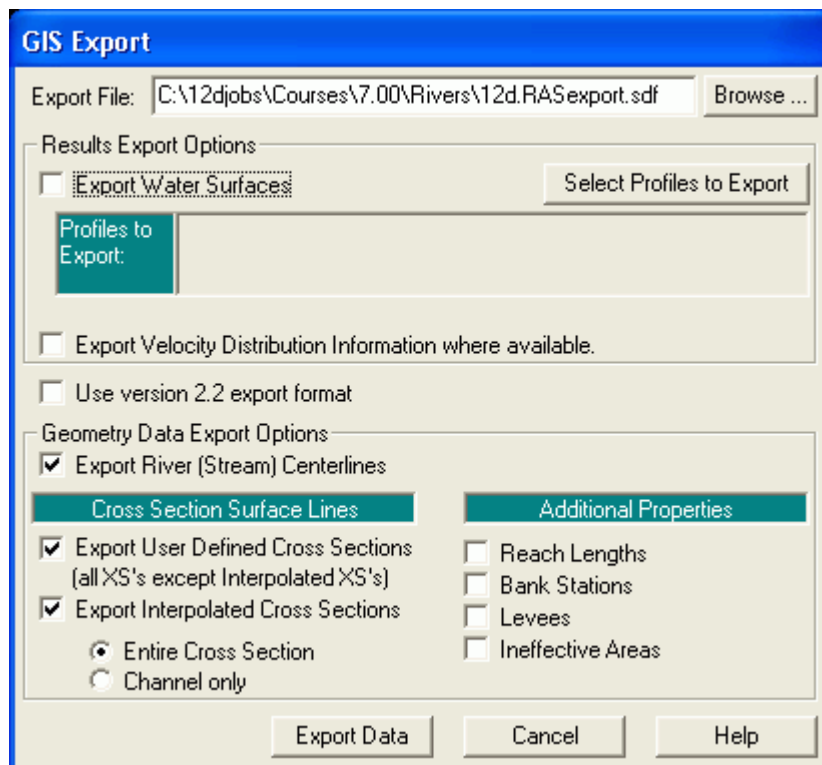 GIS Export
Export File: C:\12djobs\Courses\7.00\Rivers\12d.RASexport.sdf Browse ...
Results Export Options
Export Water Surfaces Select Profiles to Export
Profiles to
Export:
Export Velocity Distribution Information where available.
Use version 2.2 export format
Geometry Data Export Options
Export River (Stream) Centerlines
Cross Section Surface Lines
Export User Defined Cross Sections
(all XS's except Interpolated XS's)
Export Interpolated Cross Sections
Entire Cross Section
Channel only
Additional Properties
Reach Lengths
Bank Stations
Levees
Ineffective Areas
Export Data Cancel Help